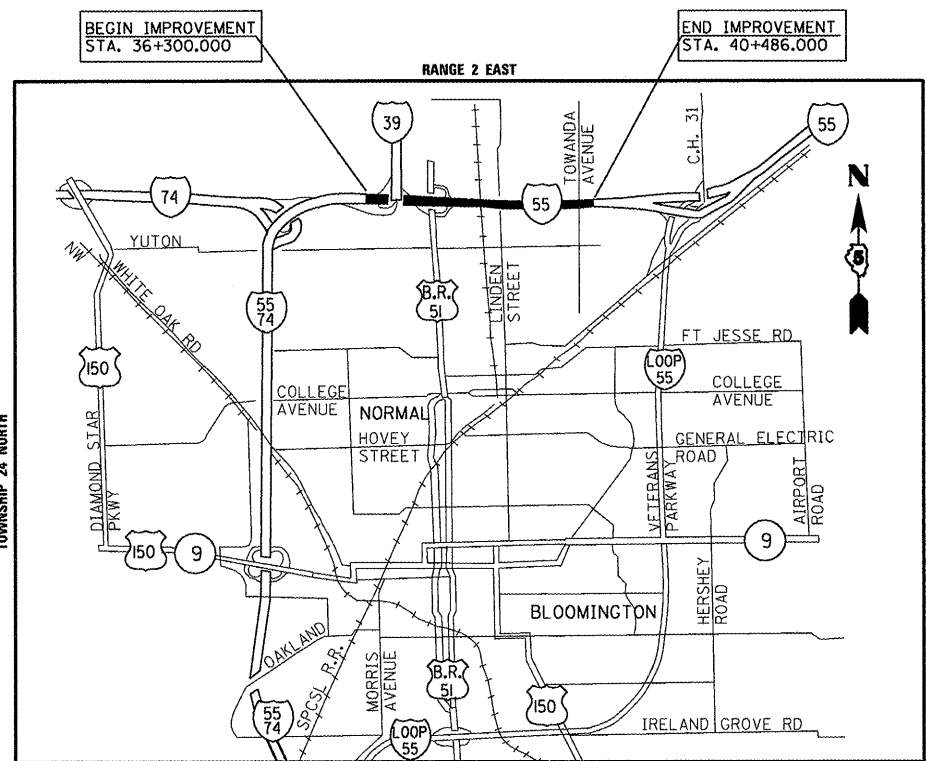 BEGIN IMPROVEMENT
STA. 36+300.000
END IMPROVEMENT
STA. 40+486.000
RANGE 2 EAST
TOWNSHIP 24 NORTH
39
55
74
55
TOWANDA
AVENUE
C.H. 31
N
5
YUTON
NW
WHITE OAK RD
LINDEN
STREET
B.R.
51
55
74
150
FT JESSE RD
LOOP
55
COLLEGE
AVENUE
NORMAL
COLLEGE
AVENUE
HOVEY
STREET
GENERAL ELECTRIC
ROAD
DIAMOND STAR
PKWY
VETERANS
PARKWAY
AIRPORT
ROAD
150
9
9
HERSHEY
ROAD
BLOOMINGTON
OAKLAND
SPCSL R.R.
MORRIS
AVENUE
B.R.
51
150
55
74
LOOP
55
IRELAND GROVE RD